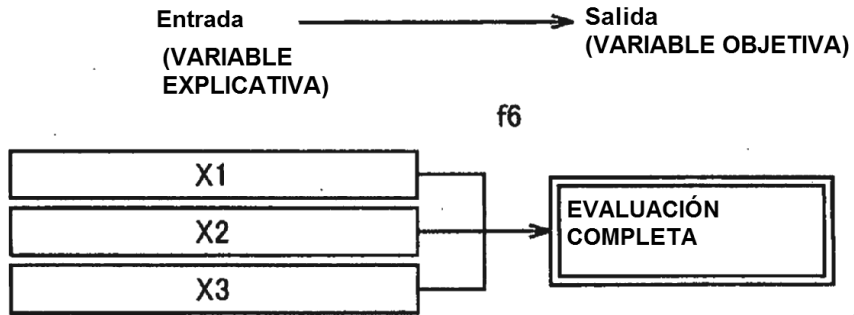 Entrada
Salida
(VARIABLE
EXPLICATIVA)
(VARIABLE OBJETIVA)
f6
X1
X2
X3
EVALUACIÓN
COMPLETA